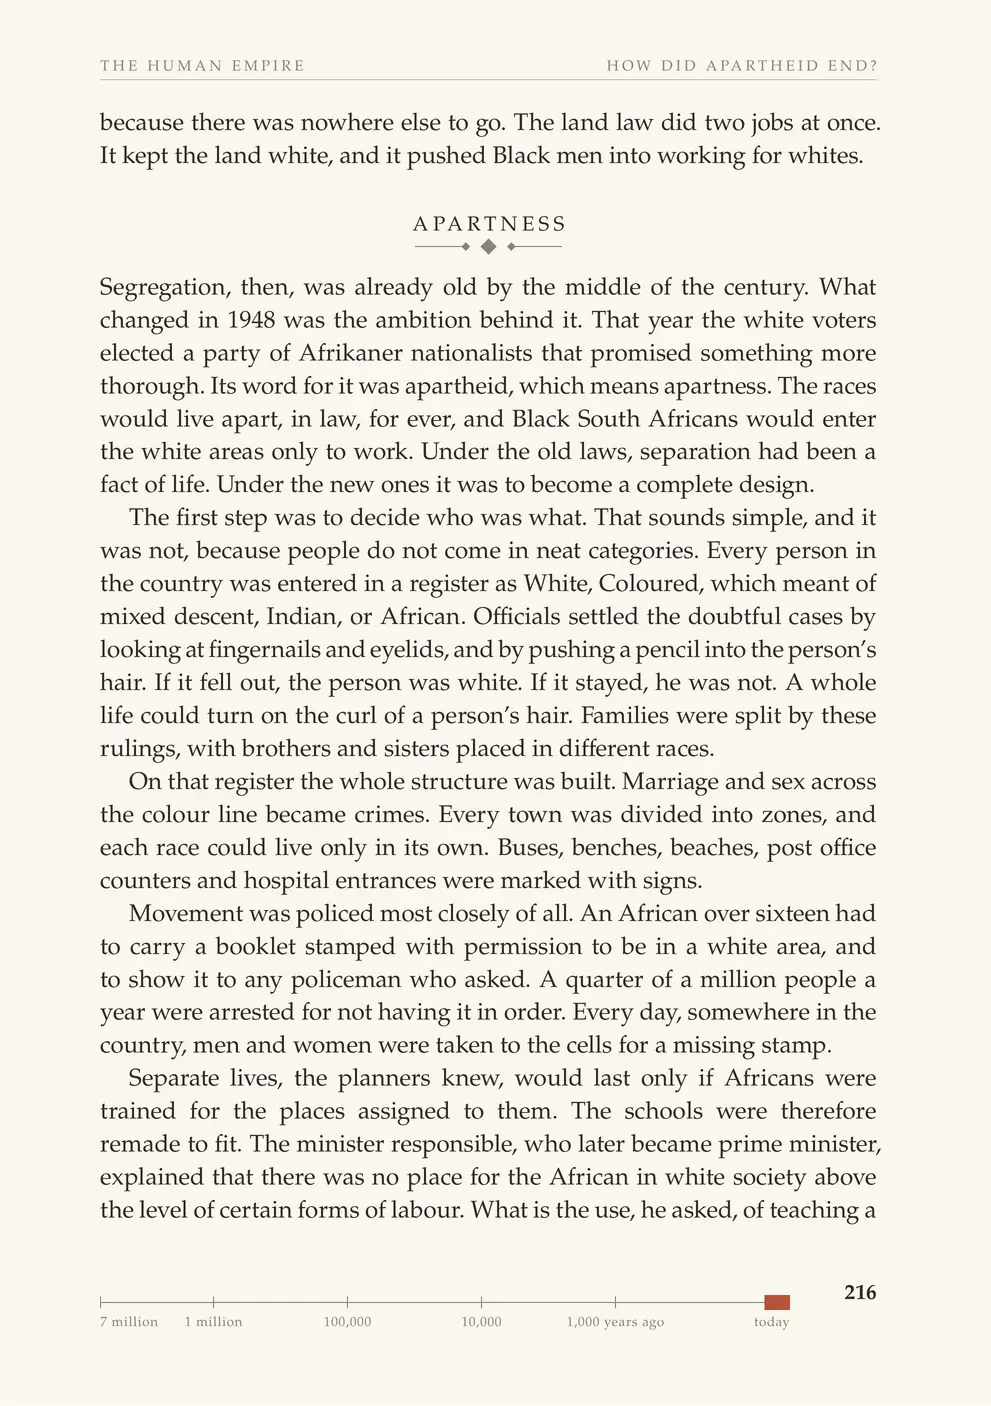 THE HUMAN EMPIRE
HOW DID APARTHEID END?
because there was nowhere else to go. The land law did two jobs at once.
It kept the land white, and it pushed Black men into working for whites.
APARTNESS
Segregation, then, was already old by the middle of the century. What
changed in 1948 was the ambition behind it. That year the white voters
elected a party of Afrikaner nationalists that promised something more
thorough. Its word for it was apartheid, which means apartness. The races
would live apart, in law, for ever, and Black South Africans would enter
the white areas only to work. Under the old laws, separation had been a
fact of life. Under the new ones it was to become a complete design.
The first step was to decide who was what. That sounds simple, and it
was not, because people do not come in neat categories. Every person in
the country was entered in a register as White, Coloured, which meant of
mixed descent, Indian, or African. Officials settled the doubtful cases by
looking at fingernails and eyelids, and by pushing a pencil into the person's
hair. If it fell out, the person was white. If it stayed, he was not. A whole
life could turn on the curl of a person's hair. Families were split by these
rulings, with brothers and sisters placed in different races.
On that register the whole structure was built. Marriage and sex across
the colour line became crimes. Every town was divided into zones, and
each race could live only in its own. Buses, benches, beaches, post office
counters and hospital entrances were marked with signs.
Movement was policed most closely of all. An African over sixteen had
to carry a booklet stamped with permission to be in a white area, and
to show it to any policeman who asked. A quarter of a million people a
year were arrested for not having it in order. Every day, somewhere in the
country, men and women were taken to the cells for a missing stamp.
Separate lives, the planners knew, would last only if Africans were
trained for the places assigned to them. The schools were therefore
remade to fit. The minister responsible, who later became prime minister,
explained that there was no place for the African in white society above
the level of certain forms of labour. What is the use, he asked, of teaching a
216
7 million
1 million
100,000
10,000
1,000 years ago
today